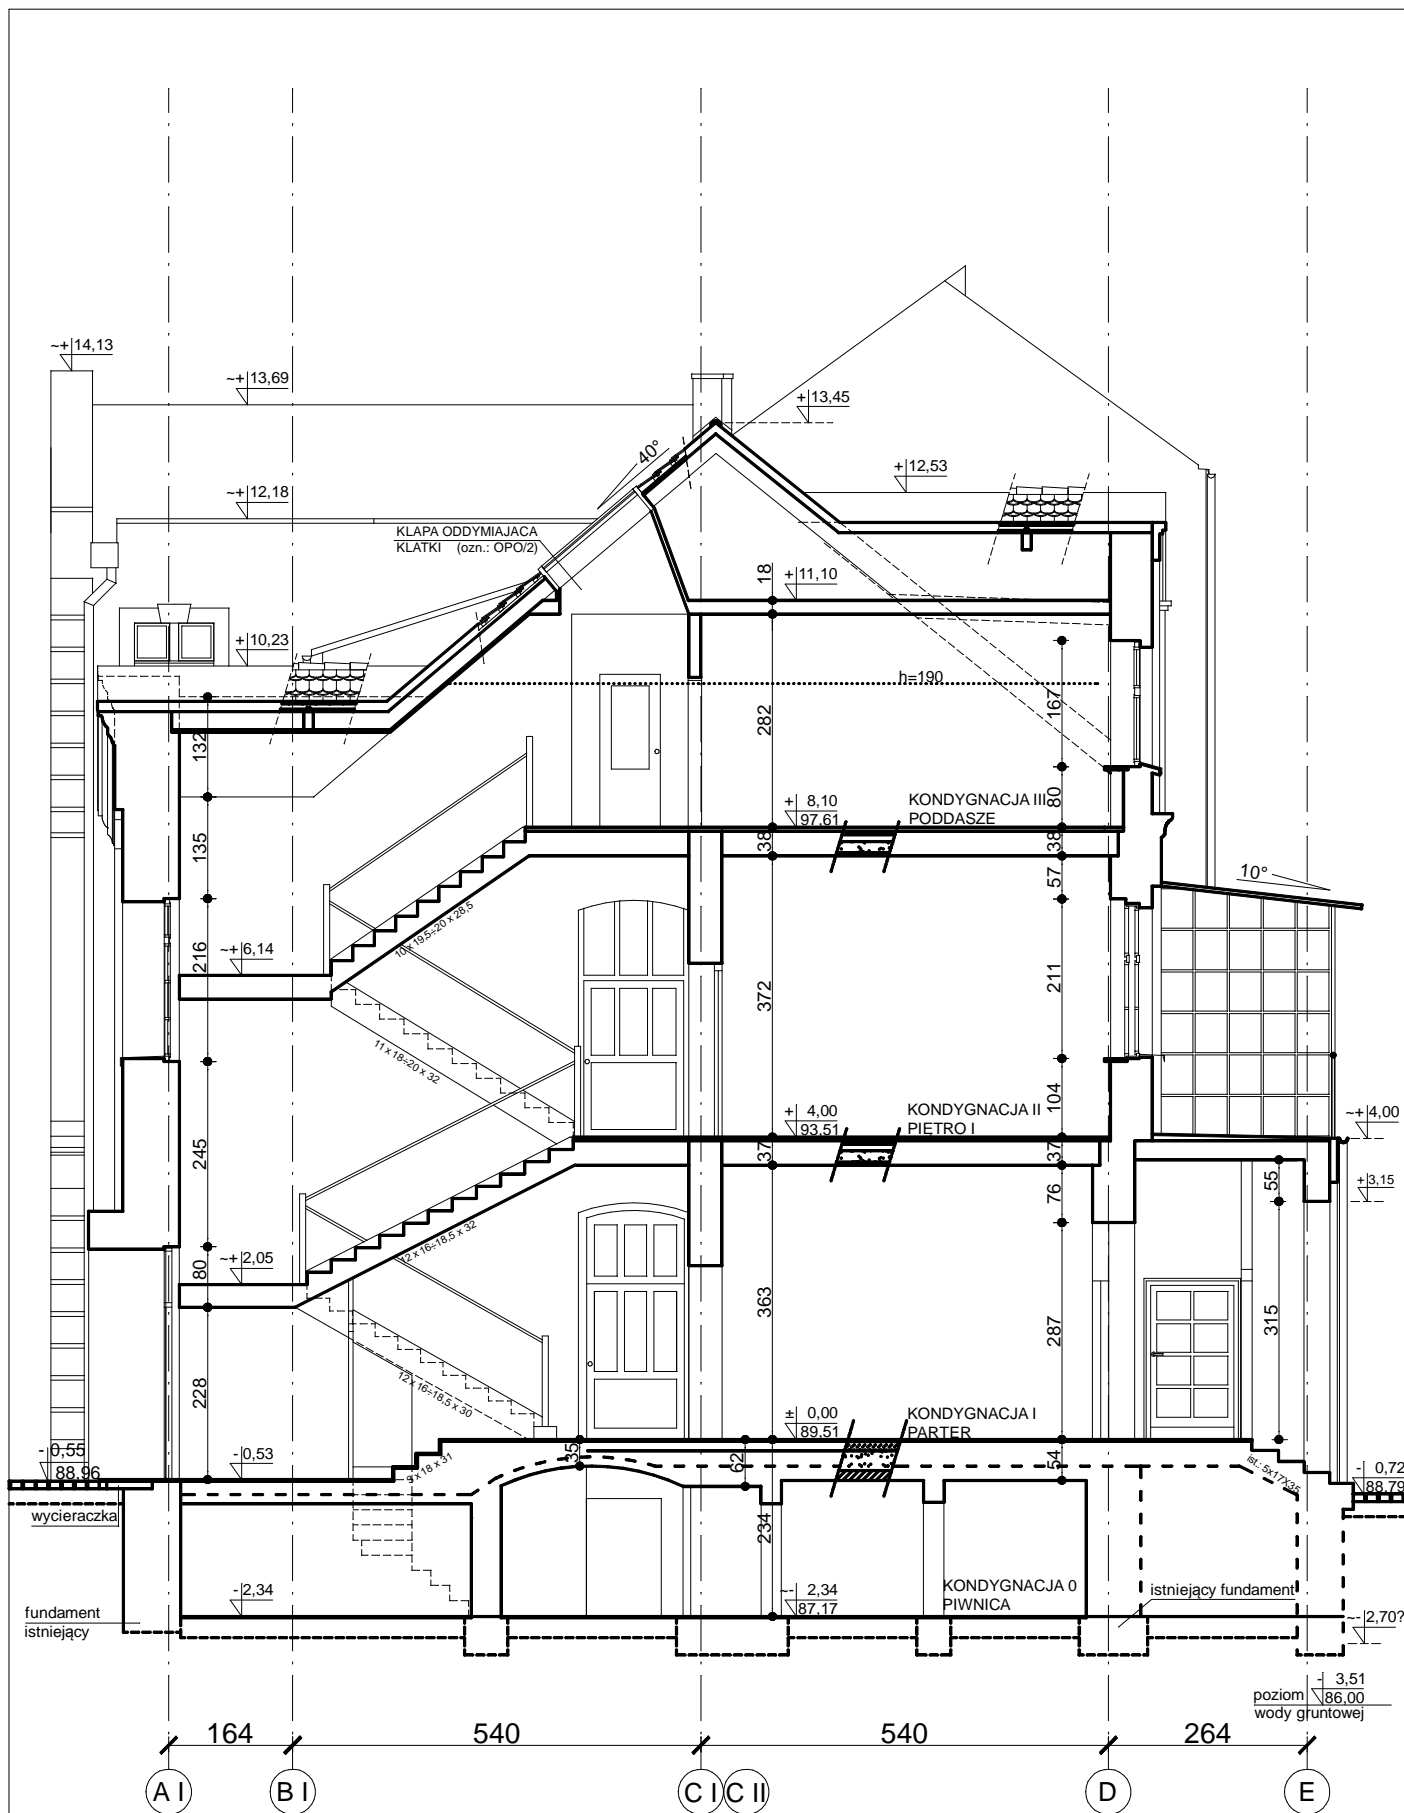 ~+ 14,13
~+ 13,69
+ 13,45
40°
+ 12,53
~+ 12,18
KLAPA ODDYMIAJACA
KLATKI (ozn.: OPO/2)
18
+ 11,10
+ 10,23
h=190
167
282
132
80
+ 8,10
97,61
KONDYGNACJA III
PODDASZE
38
38
135
57
10°
10 x 19,5÷20 x 28,5
~+ 6,14
216
372
211
11 x 18÷20 x 32
104
+ 4,00
93,51
KONDYGNACJA II
PIĘTRO I
~+ 4,00
37
37
245
76
55
+ 3,15
12 x 16÷18,5 x 32
~+ 2,05
80
363
287
315
12 x 16÷18,5 x 30
228
± 0,00
89,51
KONDYGNACJA I
PARTER
- 0,55
88,96
- 0,53
35
62
54
3 x 18 x 31
ist.: 5x17x35
- 0,72
88,79
wycieraczka
234
- 2,34
~- 2,34
87,17
KONDYGNACJA 0
PIWNICA
istniejący fundament
fundament
istniejący
~- 2,70?
poziom - 3,51
86,00
wody gruntowej
164 540 540 264
A I B I C I C II D E